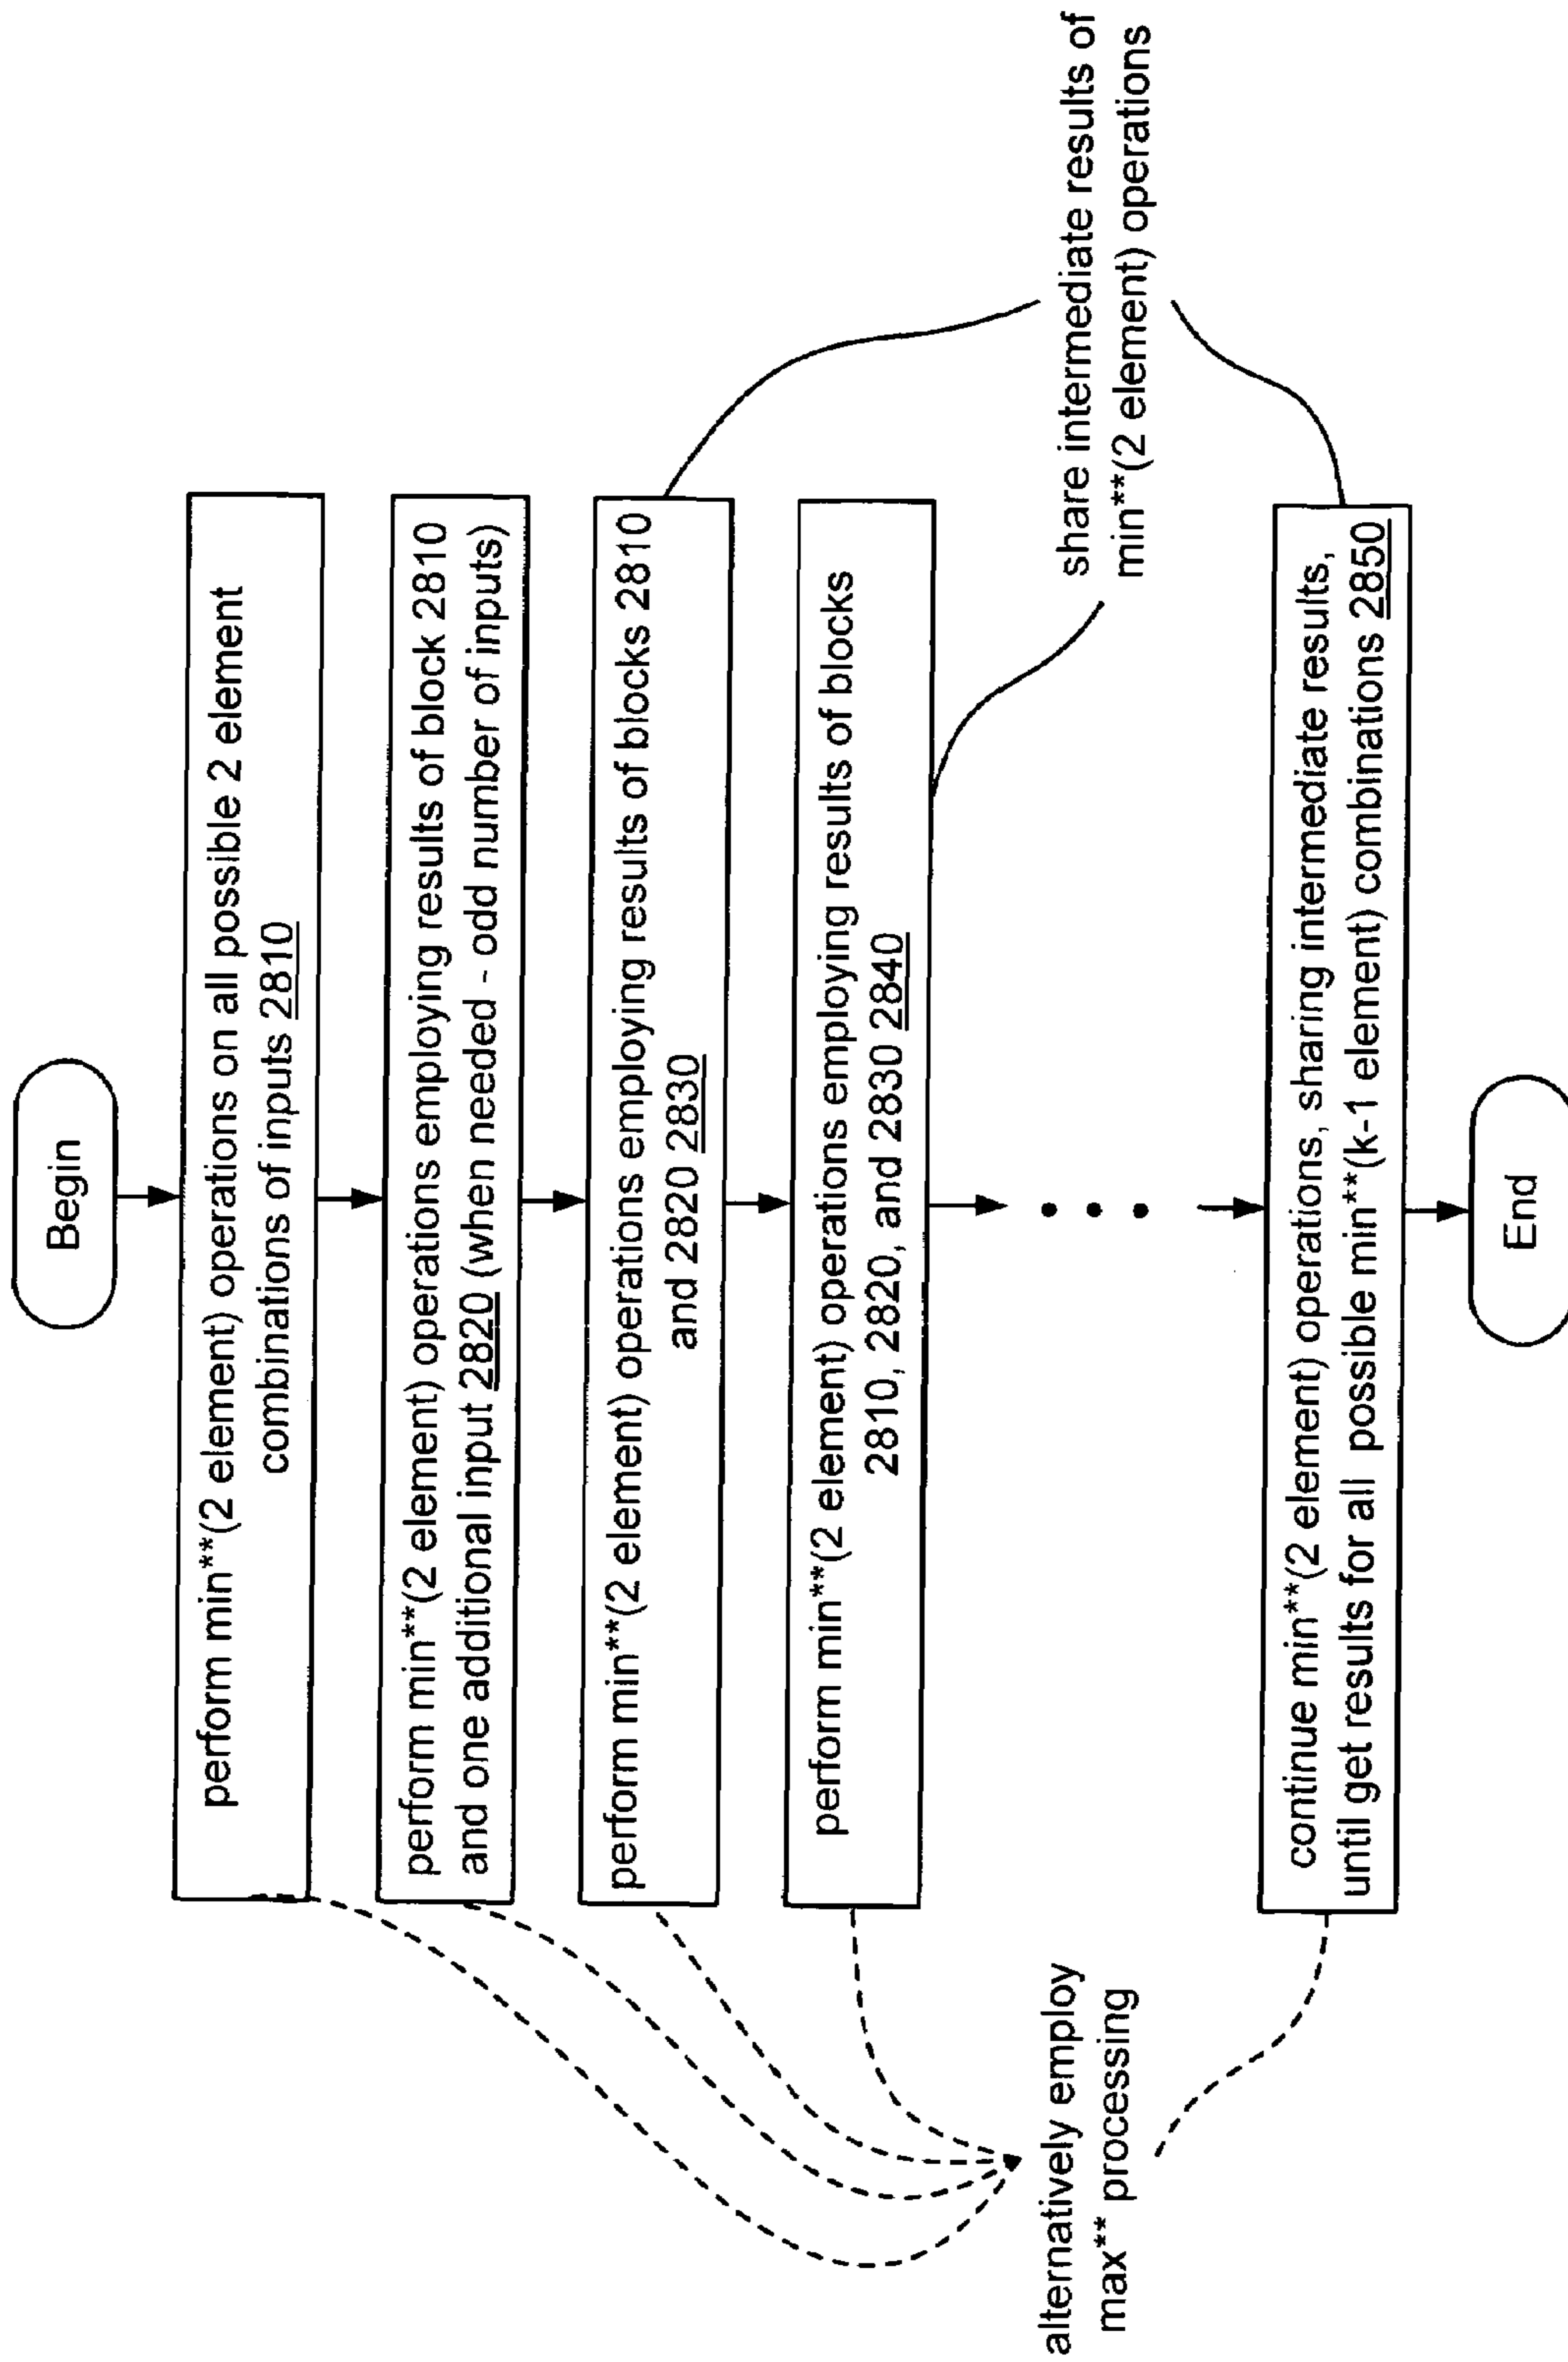 Begin
perform min**(2 element) operations on all possible 2 element
combinations of inputs 2810
perform min**(2 element) operations employing results of block 2810
and one additional input 2820 (when needed - odd number of inputs)
perform min**(2 element) operations employing results of blocks 2810
and 2820 2830
perform min**(2 element) operations employing results of blocks
2810, 2820, and 2830 2840
continue min**(2 element) operations, sharing intermediate results,
until get results for all possible min**(k-1 element) combinations 2850
End
alternatively employ
max** processing
share intermediate results of
min**(2 element) operations